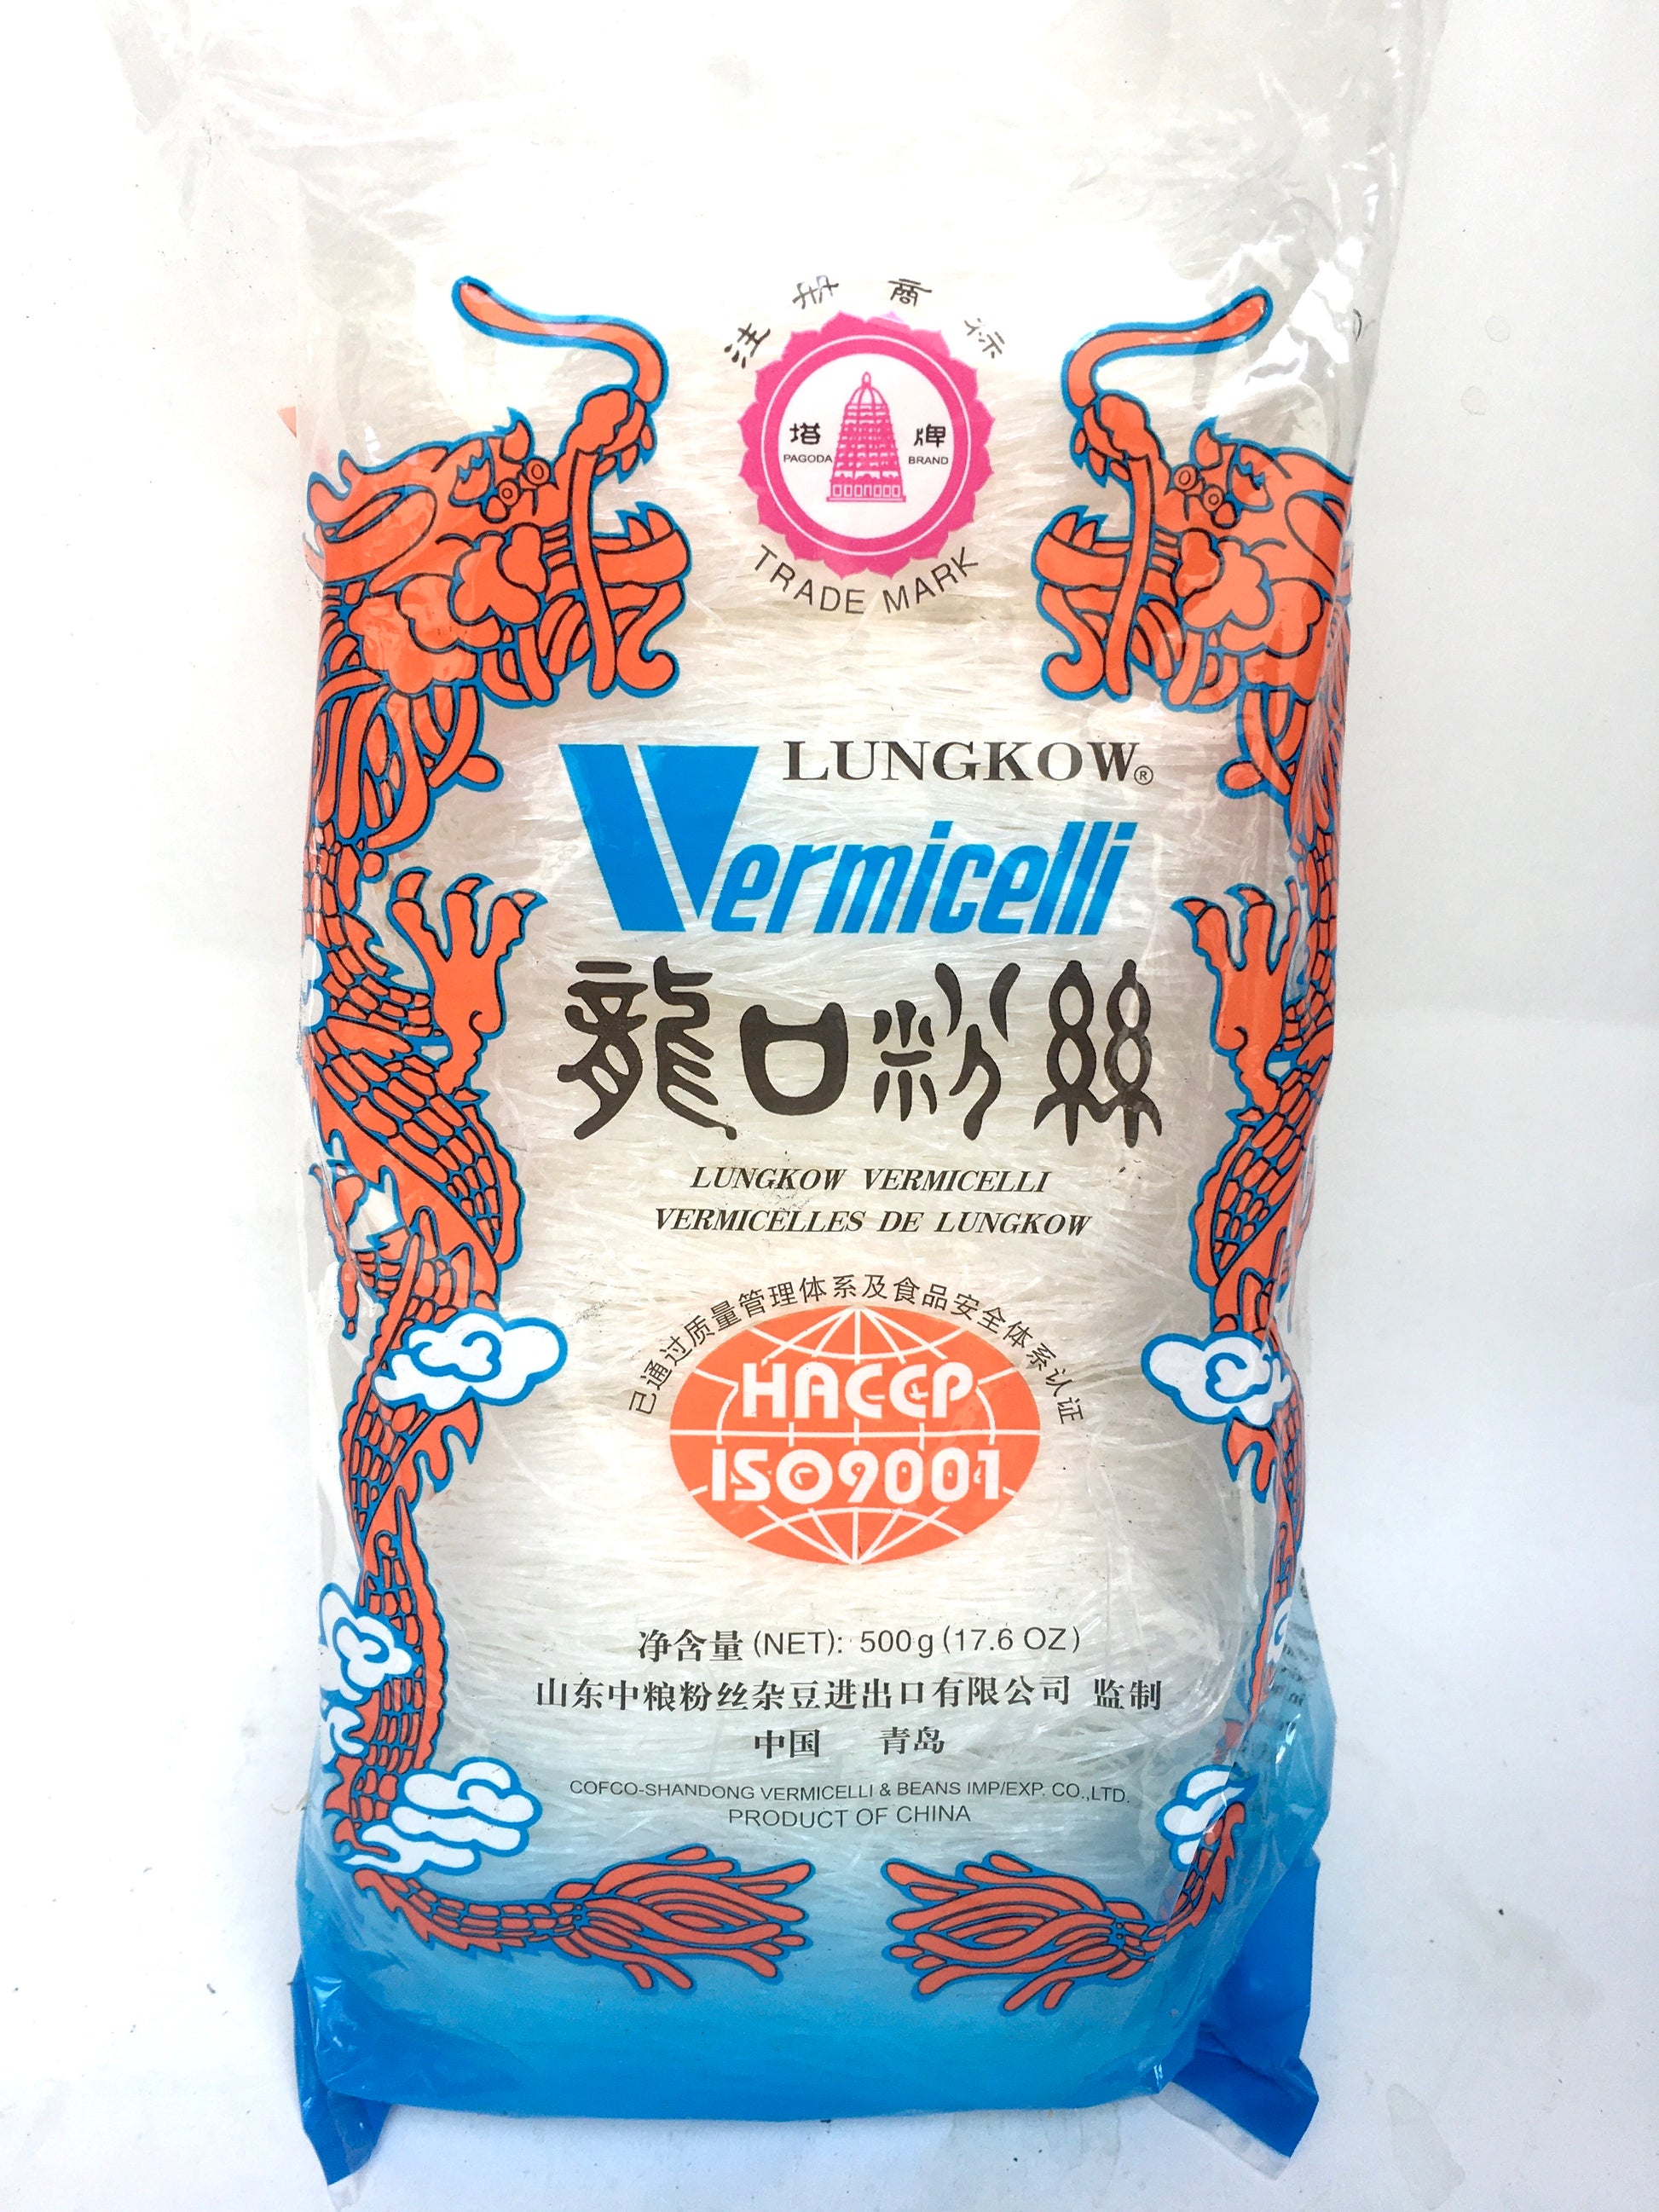 注册商标
塔牌
PAGODA BRAND
TRADE MARK
LUNGKOW®
Vermicelli
龍口粉絲
LUNGKOW VERMICELLI
VERMICELLES DE LUNGKOW
已通过质量管理体系及食品安全体系认证
HACCP
ISO9001
净含量(NET): 500g(17.6 OZ)
山东中粮粉丝杂豆进出口有限公司 监制
中国 青岛
COFCO-SHANDONG VERMICELLI & BEANS IMP/EXP. CO.,LTD.
PRODUCT OF CHINA